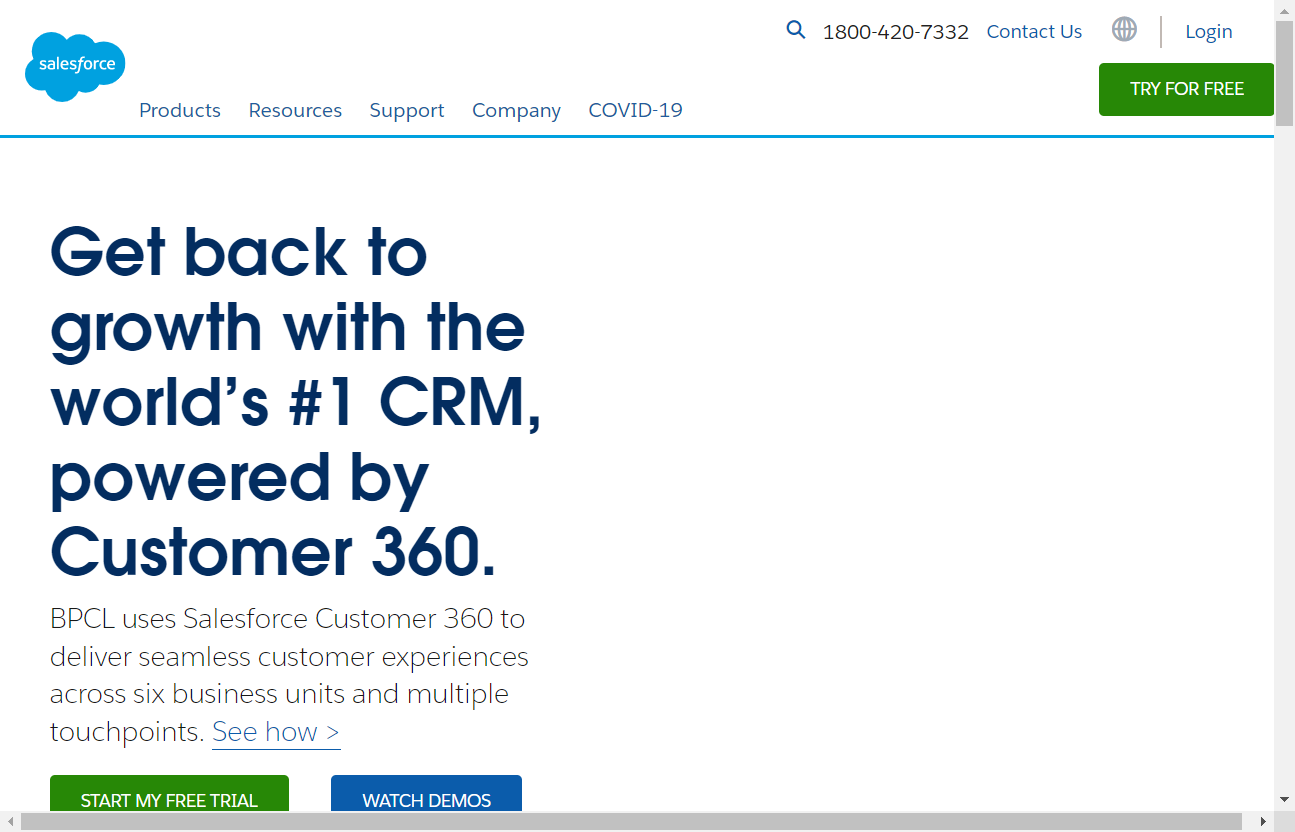 1800-420-7332 Contact Us Login
salesforce
TRY FOR FREE
Products Resources Support Company COVID-19
Get back to
growth with the
world’s #1 CRM,
powered by
Customer 360.
BPCL uses Salesforce Customer 360 to
deliver seamless customer experiences
across six business units and multiple
touchpoints. See how >
START MY FREE TRIAL WATCH DEMOS